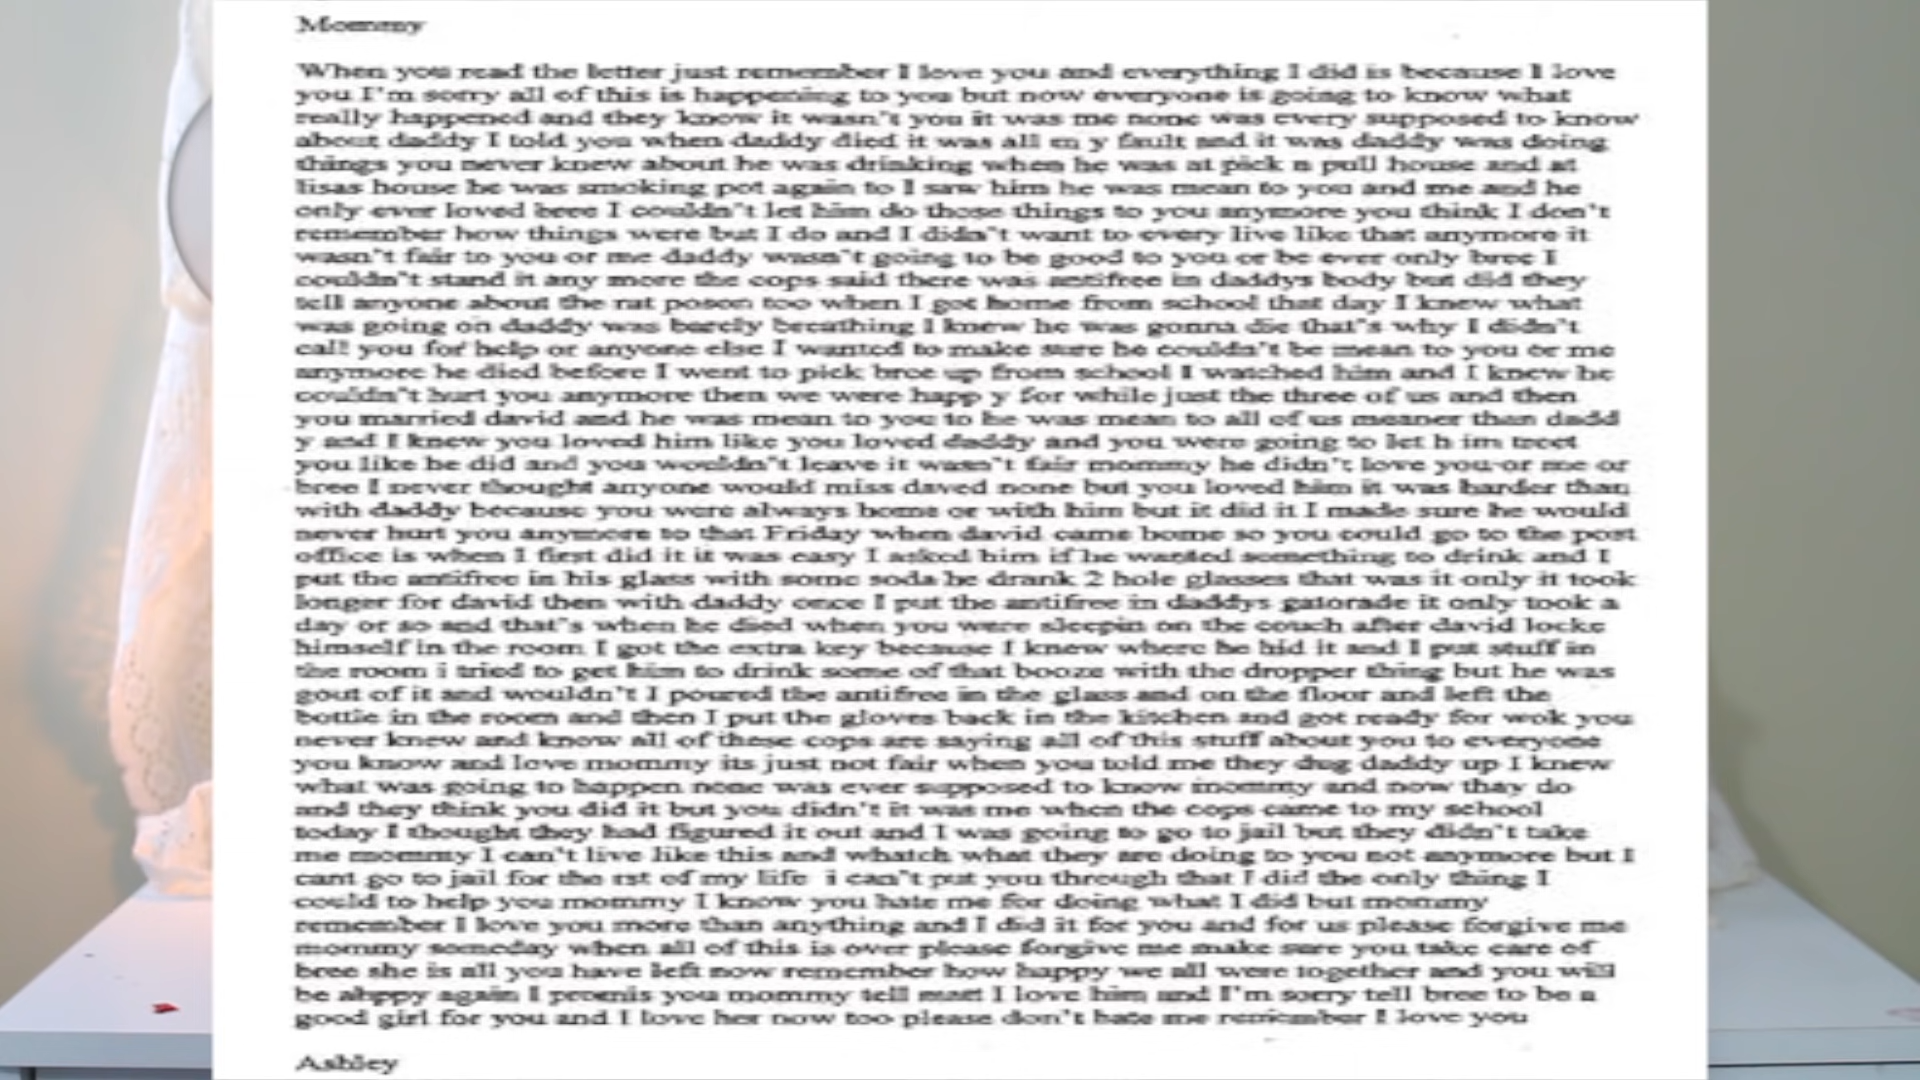 Mommy
When you read the letter just remember I love you and everything I did is because I love
you I'm sorry all of this is happening to you but now everyone is going to know what
really happened and they know it wasn't you it was me none was every supposed to know
about daddy I told you when daddy died it was all m y fault and it was daddy was doing
things you never knew about he was drinking when he was at pick n pull house and at
lisas house he was smoking pot again to I saw him he was mean to you and me and he
only ever loved bree I couldn't let him do those things to you anymore you think I don't
remember how things were but I do and I didn't want to every live like that anymore it
wasn't fair to you or me daddy wasn't going to be good to you or be ever only bree I
couldn't stand it any more the cops said there was antifree in daddys body but did they
tell anyone about the rat poson too when I got home from school that day I knew what
was going on daddy was barely breathing I knew he was gonna die that's why I didn't
call you for help or anyone else I wanted to make sure he couldn't be mean to you or me
anymore he died before I went to pick bree up from school I watched him and I knew he
couldn't hurt you anymore then we were happ y for while just the three of us and then
you married david and he was mean to you to he was mean to all of us meaner than dadd
y and I knew you loved him like you loved daddy and you were going to let h im treet
you like he did and you wouldn't leave it wasn't fair mommy he didn't love you or me or
bree I never thought anyone would miss daved none but you loved him it was harder than
with daddy because you were always home or with him but it did it I made sure he would
never hurt you anymore to that Friday when david came home so you could go to the post
office is when I first did it it was easy I asked him if he wanted something to drink and I
put the antifree in his glass with some soda he drank 2 hole glasses that was it only it took
longer for david then with daddy once I put the antifree in daddys gatorade it only took a
day or so and that's when he died when you were sleepin on the couch after david locke
himself in the room I got the extra key because I knew where he hid it and I put stuff in
the room i tried to get him to drink some of that booze with the dropper thing but he was
gout of it and wouldn't I poured the antifree in the glass and on the floor and left the
bottle in the room and then I put the gloves back in the kitchen and got ready for wok you
never knew and know all of these cops are saying all of this stuff about you to everyone
you know and love mommy its just not fair when you told me they dug daddy up I knew
what was going to happen none was ever supposed to know mommy and now thay do
and they think you did it but you didn't it was me when the cops came to my school
today I thought they had figured it out and I was going to go to jail but they didn't take
me mommy I can't live like this and whatch what they are doing to you not anymore but I
cant go to jail for the rst of my life i can't put you through that I did the only thing I
could to help you mommy I know you hate me for doing what I did but mommy
remember I love you more than anything and I did it for you and for us please forgive me
mommy someday when all of this is over please forgive me make sure you take care of
bree she is all you have left now remember how happy we all were together and you will
be ahppy again I promis you mommy tell matt I love him and I'm sorry tell bree to be a
good girl for you and I love her now too please don't hate me remember I love you
Ashley